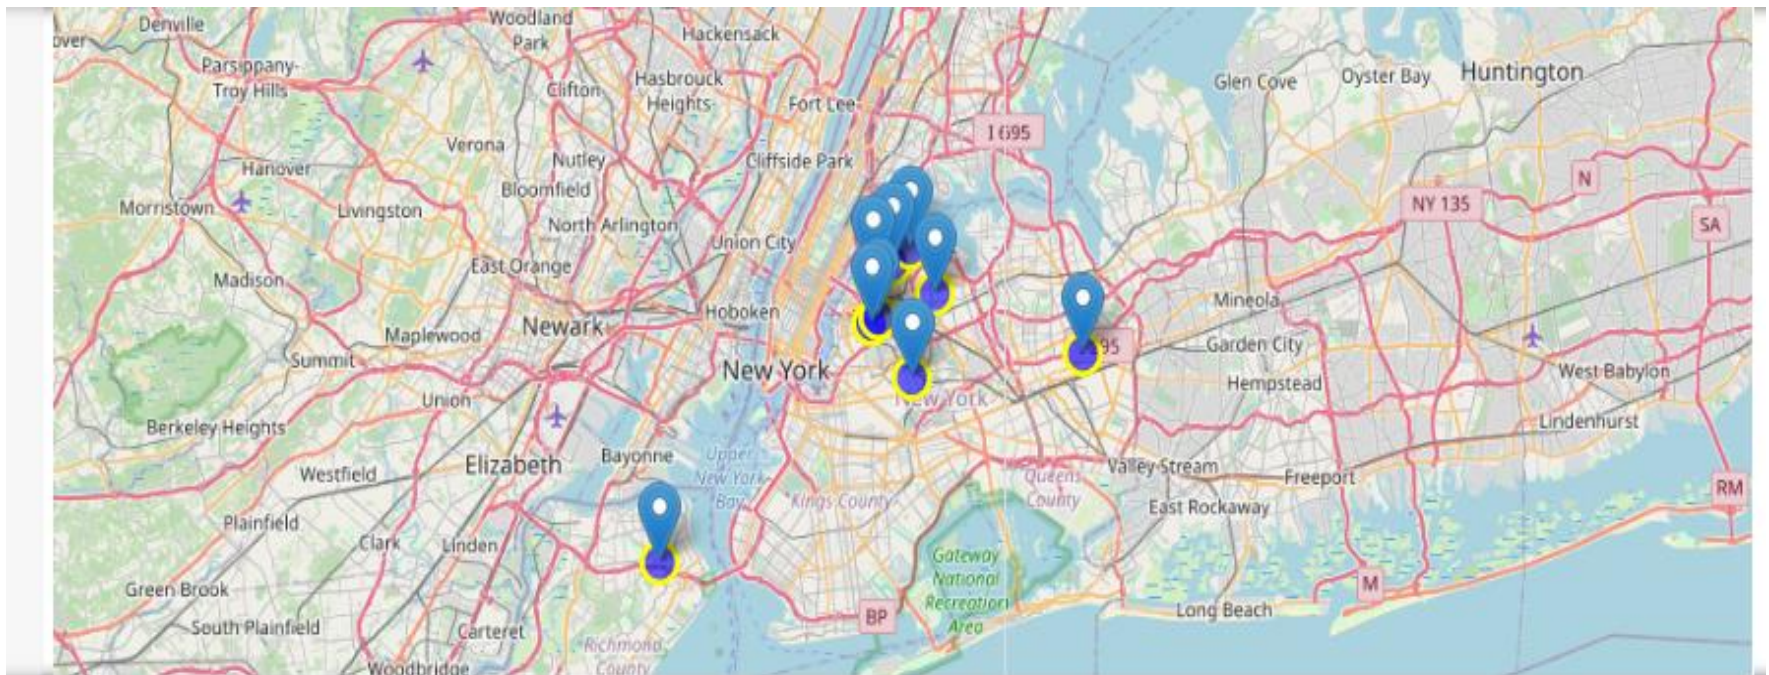 Denville
Woodland
Park
Hackensack
over
Parsippany-
Troy Hills
Clifton
Hasbrouck
Heights
Fort Lee
Glen Cove
Oyster Bay
Huntington
I 695
Verona
Nutley
Cliffside Park
Hanover
Bloomfield
N
Morristown
Livingston
North Arlington
NY 135
SA
Union City
East Orange
Madison
Hoboken
Mineola
Newark
Maplewood
Garden City
Summit
95
New York
Hempstead
West Babylon
Union
New York
Berkeley Heights
Lindenhurst
Elizabeth
Bayonne
Upper
New York
Bay
Valley Stream
Westfield
Kings County
Queens
County
Freeport
RM
East Rockaway
Plainfield
Clark
Linden
Gateway
National
Recreation
Area
Green Brook
M
BP
Long Beach
South Plainfield
Carteret
Richmond
County
Woodbridge